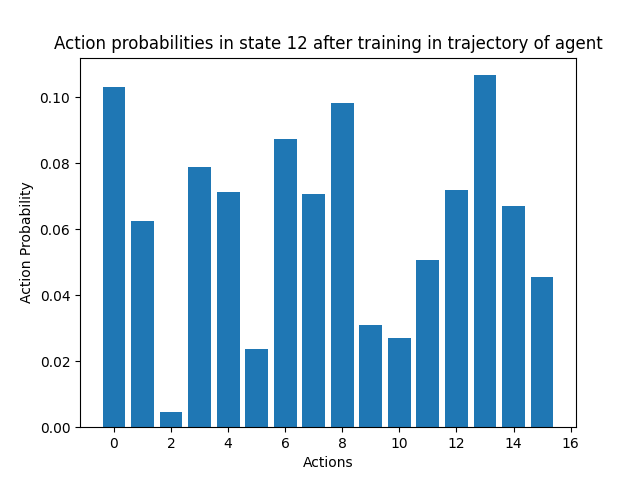 Action probabilities in state 12 after training in trajectory of agent
0.10
0.08
0.06
0.04
0.02
0.00
Action Probability
0 2 4 6 8 10 12 14 16
Actions